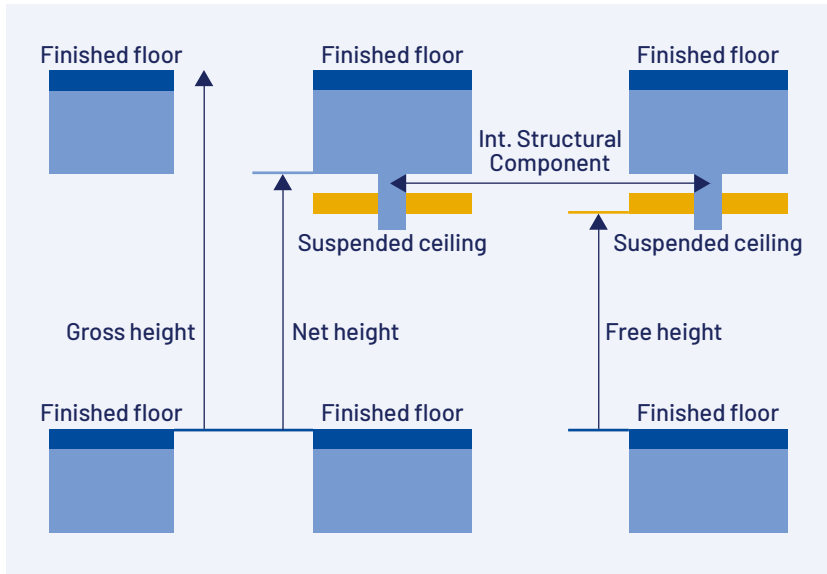 Finished floor
Finished floor
Finished floor
Int. Structural
Component
Suspended ceiling
Suspended ceiling
Gross height
Net height
Free height
Finished floor
Finished floor
Finished floor